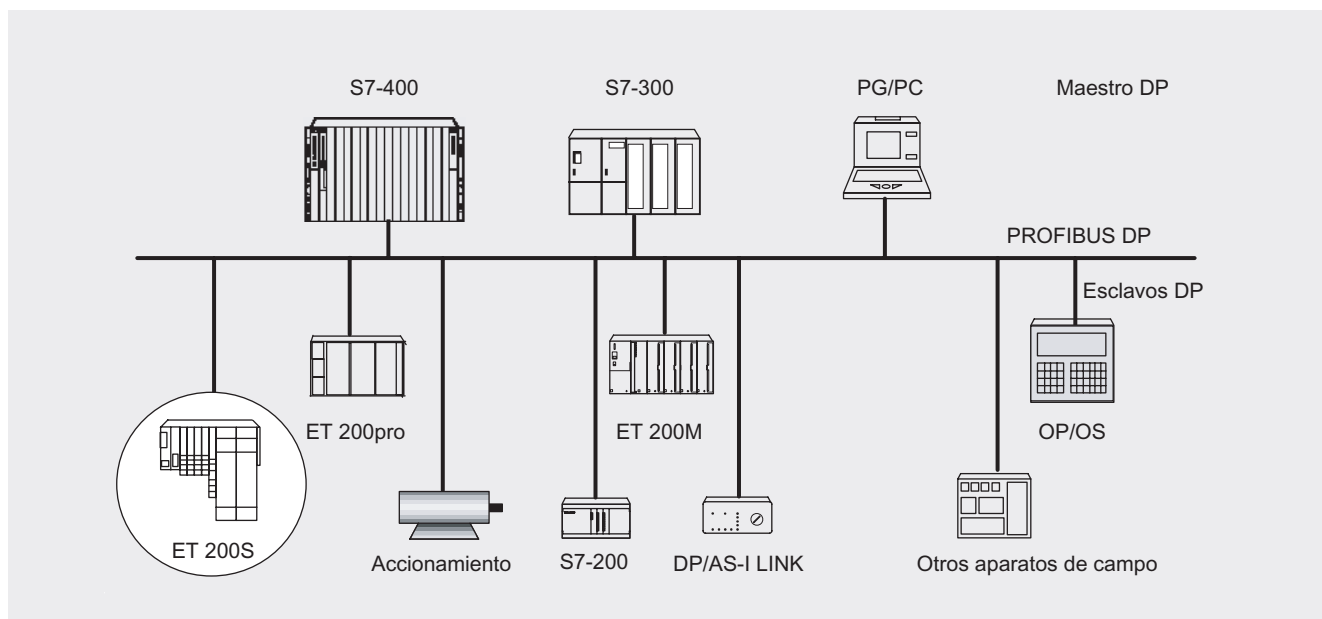 S7-400
S7-300
PG/PC
Maestro DP
PROFIBUS DP
Esclavos DP
ET 200pro
ET 200M
OP/OS
ET 200S
Accionamiento
S7-200
DP/AS-I LINK
Otros aparatos de campo